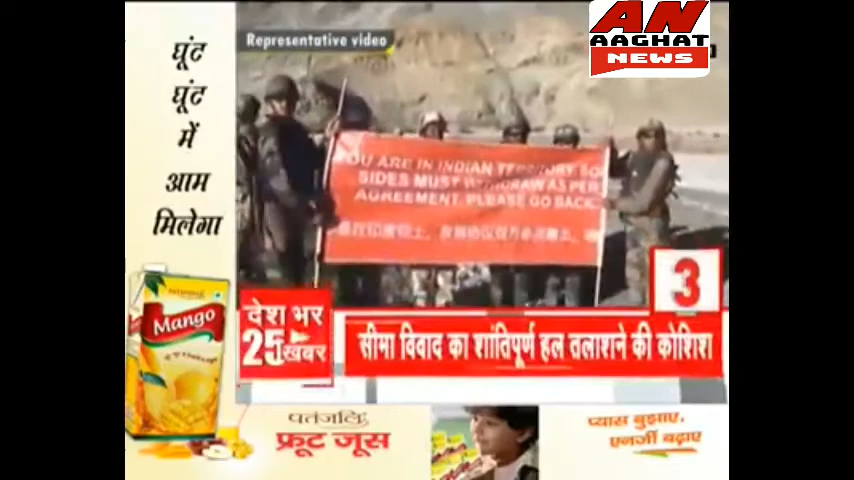 घूंट
घूंट
में
आम
मिलेगा
Representative video
AN
AAGHAT
NEWS
YOU ARE IN INDIAN TERRITORY. SO
SIDES MUST WITHDRAW AS PER
AGREEMENT. PLEASE GO BACK.
3
देश भर
25 खबर
सीमा विवाद का शांतिपूर्ण हल तलाशने की कोशिश
Mango
पतंजलि
फ्रूट जूस
प्यास बुझाए,
एनर्जी बढ़ाए